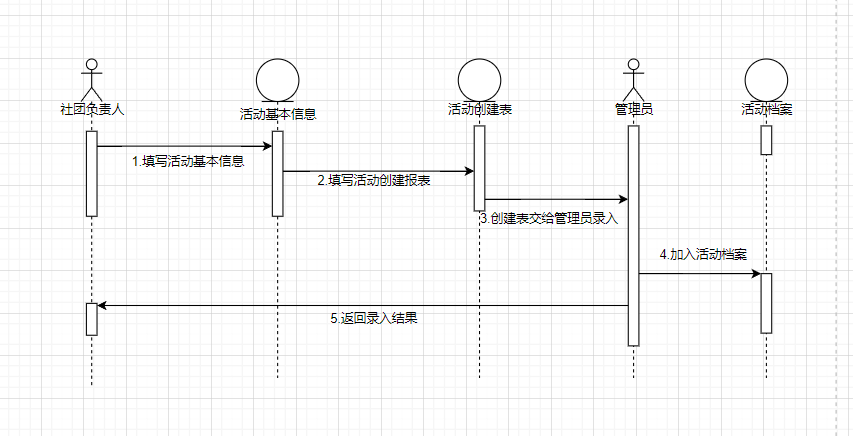 社团负责人
活动基本信息
活动创建表
管理员
活动档案
1.填写活动基本信息
2.填写活动创建报表
3.创建表交给管理员录入
4.加入活动档案
5.返回录入结果